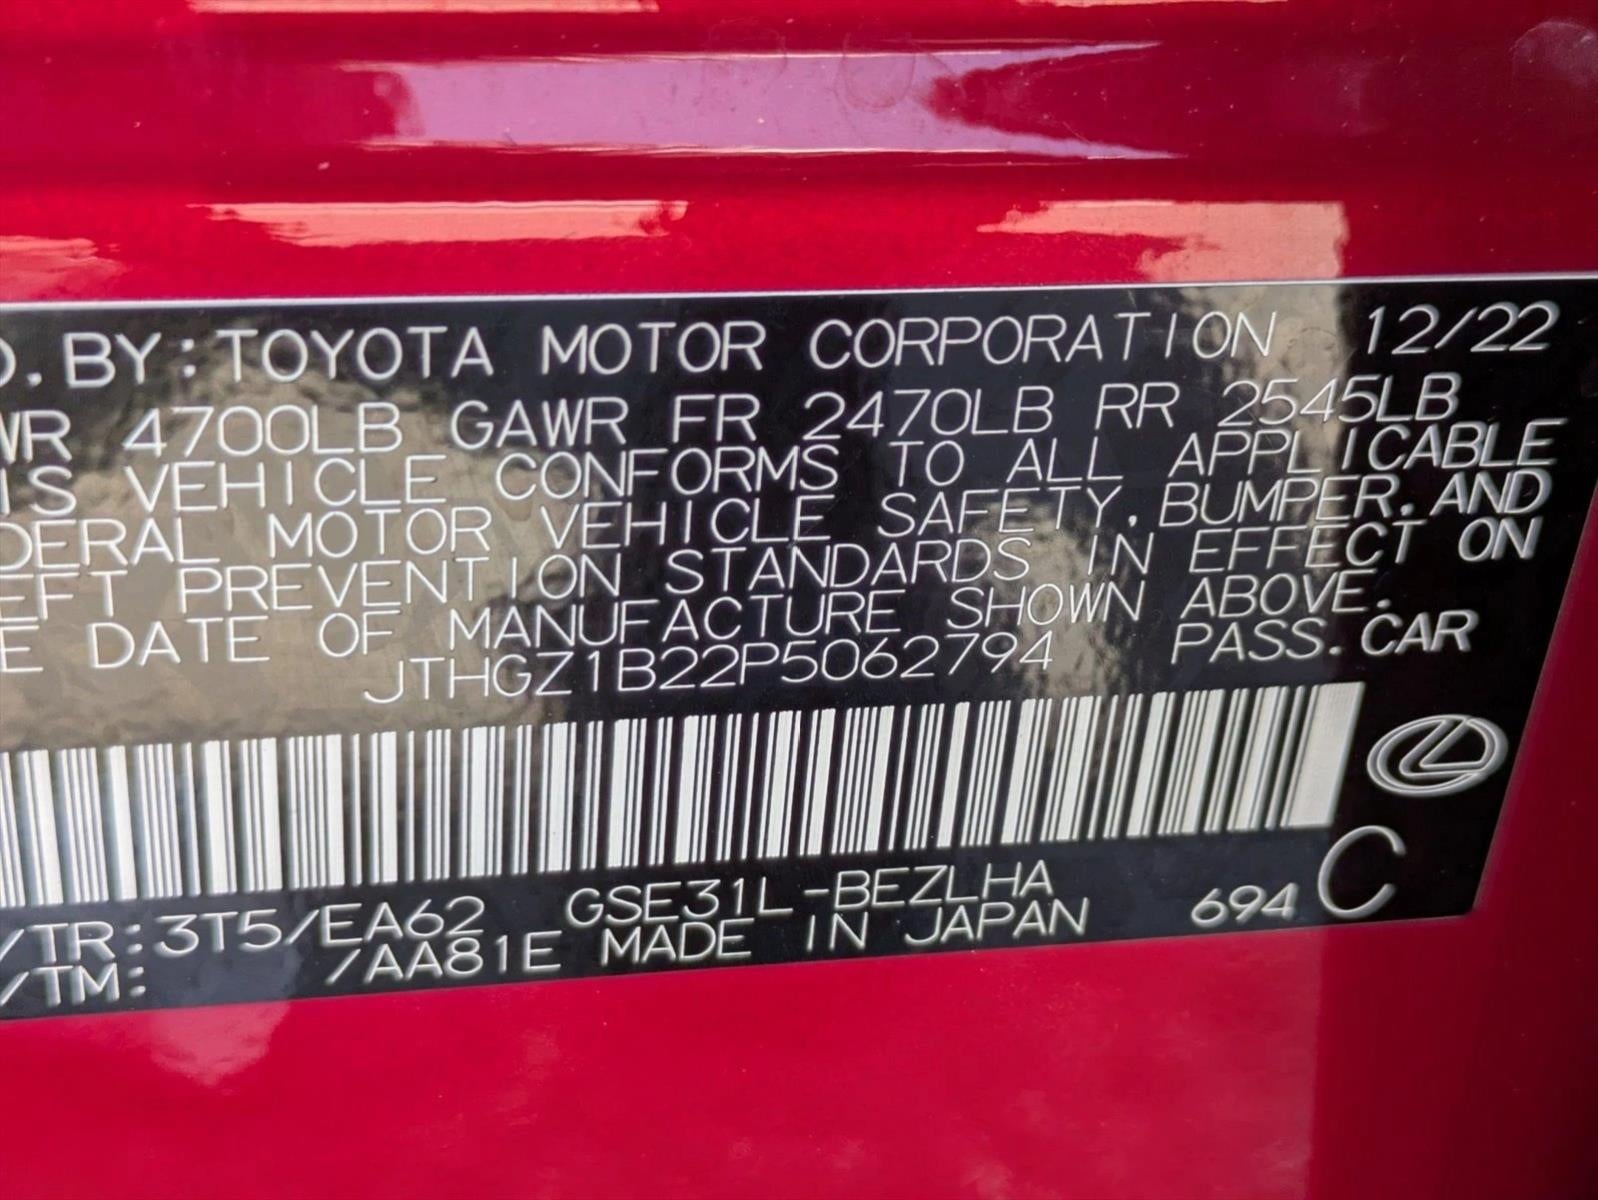 . BY: TOYOTA MOTOR CORPORATION 12/22
WR 4700LB GAWR FR 2470LB RR 2545LB
IS VEHICLE CONFORMS TO ALL APPLICABLE
DERAL MOTOR VEHICLE SAFETY, BUMPER, AND
EFT PREVENTION STANDARDS IN EFFECT ON
E DATE OF MANUFACTURE SHOWN ABOVE.
JTHGZ1B22P5062794 PASS. CAR
/TR: 3T5/EA62 GSE31L-BEZLHA
/TM: /AA81E MADE IN JAPAN 694 C